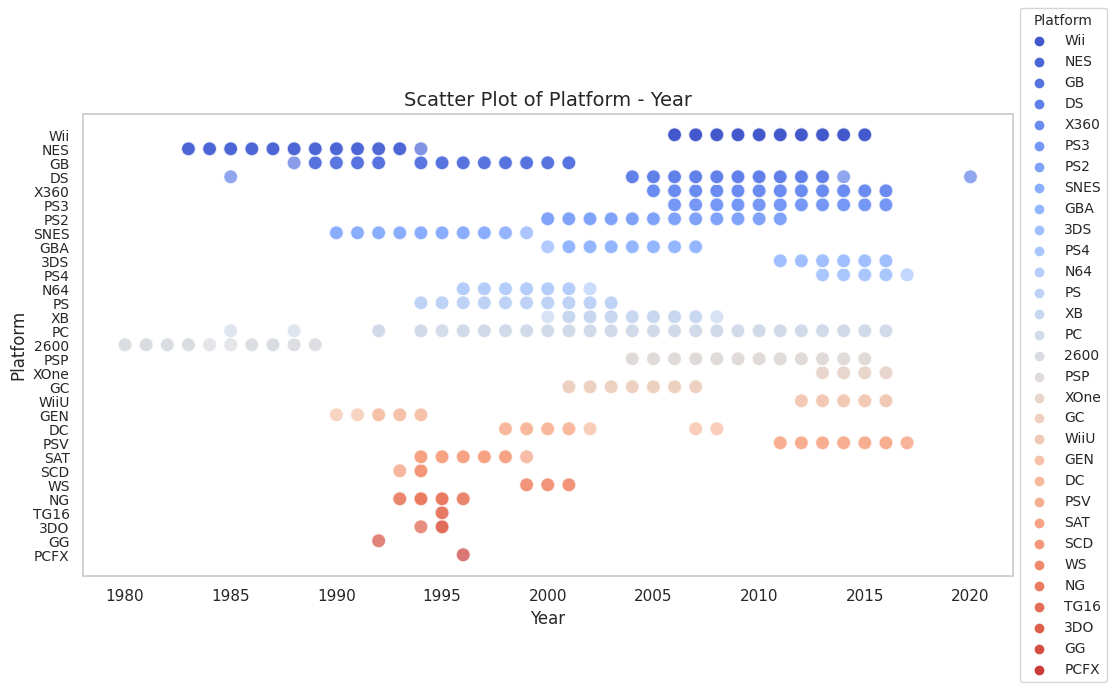 Scatter Plot of Platform - Year
Platform
Wii
NES
GB
DS
X360
PS3
PS2
SNES
GBA
3DS
PS4
N64
PS
XB
PC
2600
PSP
XOne
GC
WiiU
GEN
DC
PSV
SAT
SCD
WS
NG
TG16
3DO
GG
PCFX
1980 1985 1990 1995 2000 2005 2010 2015 2020
Year
Platform
Wii
NES
GB
DS
X360
PS3
PS2
SNES
GBA
3DS
PS4
N64
PS
XB
PC
2600
PSP
XOne
GC
WiiU
GEN
DC
PSV
SAT
SCD
WS
NG
TG16
3DO
GG
PCFX